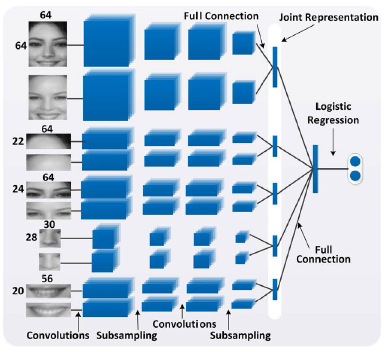 64
Full Connection
Joint Representation
64
Logistic
Regression
64
22
64
24
30
28
Full
Connection
56
20
Convolutions
Subsampling
Convolutions
Subsampling